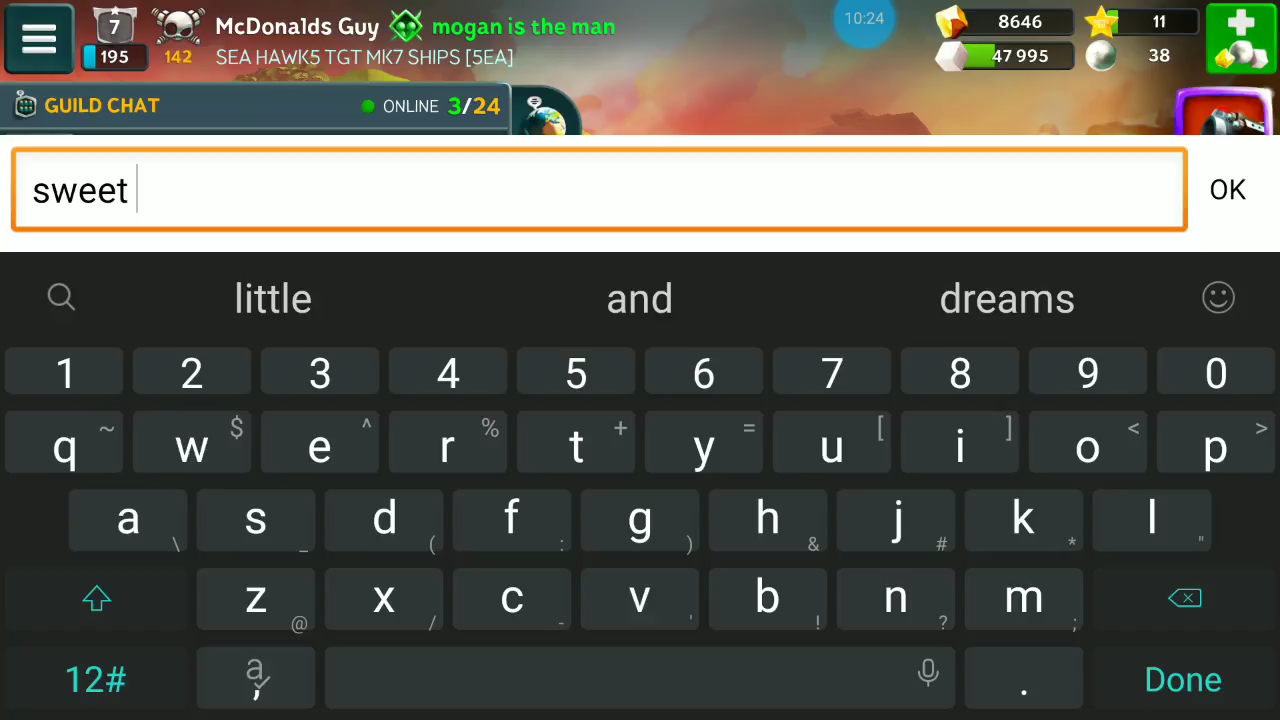 7
195
142
McDonalds Guy mogan is the man
SEA HAWK5 TGT MK7 SHIPS [5EA]
10:24
8646
11
47 995
38
GUILD CHAT
ONLINE 3/24
sweet
OK
little and dreams
1 2 3 4 5 6 7 8 9 0
q ~ w $ e ^ r % t + y = u [ i ] o < p >
a \ s _ d ( f : g ) h & j # k * l "
z @ x / c - v ' b ! n ? m ;
12# a , . Done